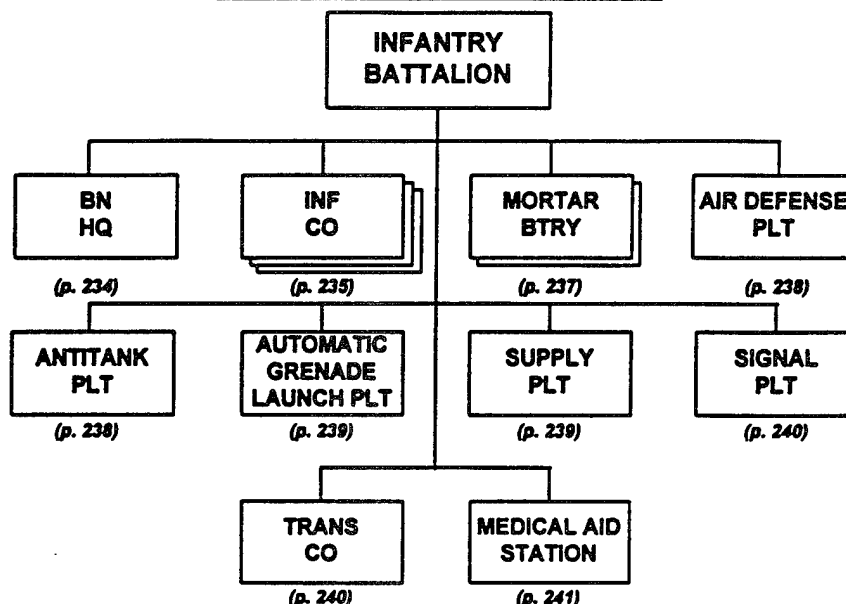 INFANTRY
BATTALION
BN
HQ
INF
CO
MORTAR
BTRY
AIR DEFENSE
PLT
(p. 234)
(p. 235)
(p. 237)
(p. 238)
ANTITANK
PLT
AUTOMATIC
GRENADE
LAUNCH PLT
SUPPLY
PLT
SIGNAL
PLT
(p. 238)
(p. 239)
(p. 239)
(p. 240)
TRANS
CO
MEDICAL AID
STATION
(p. 240)
(p. 241)